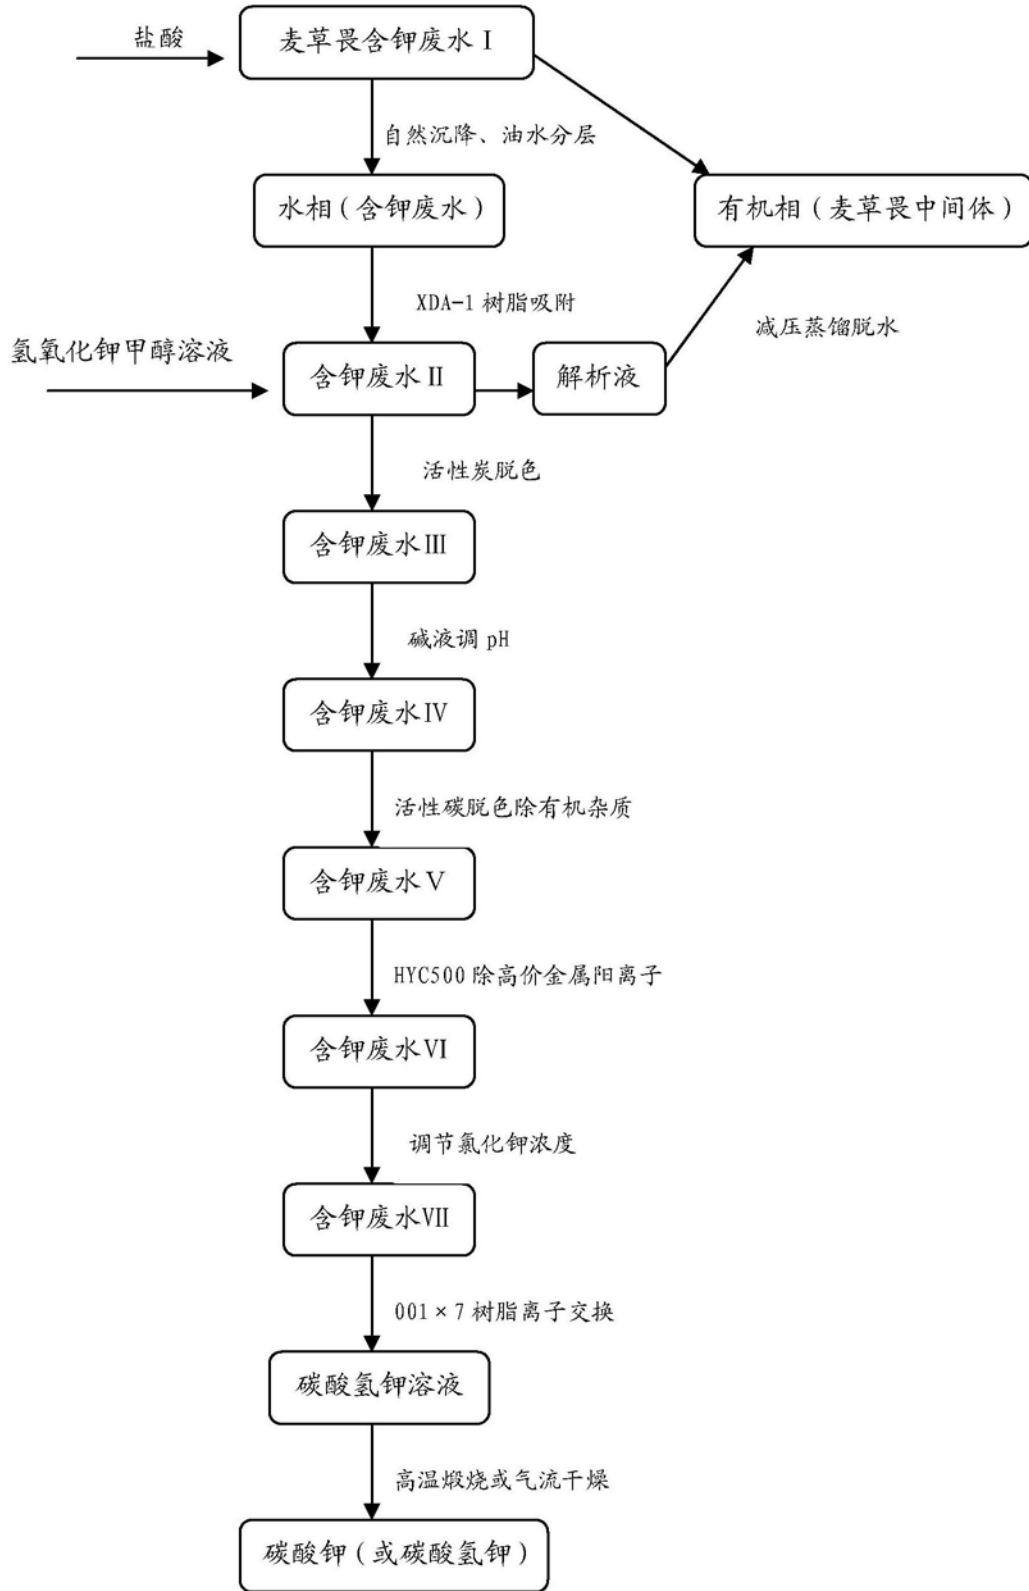 盐酸
麦草畏含钾废水 I
自然沉降、油水分层
水相(含钾废水)
有机相(麦草畏中间体)
XDA-1 树脂吸附
减压蒸馏脱水
氢氧化钾甲醇溶液
含钾废水 II
解析液
活性炭脱色
含钾废水III
碱液调 pH
含钾废水IV
活性碳脱色除有机杂质
含钾废水 V
HYC500 除高价金属阳离子
含钾废水VI
调节氯化钾浓度
含钾废水VII
001×7 树脂离子交换
碳酸氢钾溶液
高温煅烧或气流干燥
碳酸钾(或碳酸氢钾)